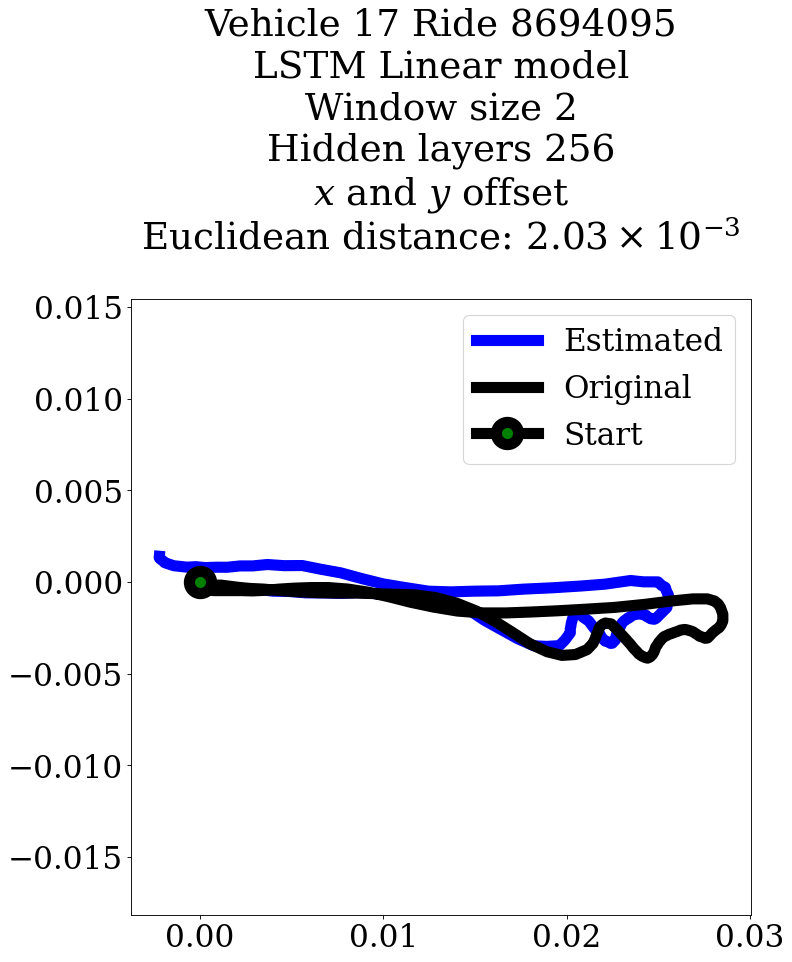 Vehicle 17 Ride 8694095
LSTM Linear model
Window size 2
Hidden layers 256
x and y offset
Euclidean distance: 2.03 × 10⁻³
Estimated
Original
Start
0.015
0.010
0.005
0.000
−0.005
−0.010
−0.015
0.00 0.01 0.02 0.03